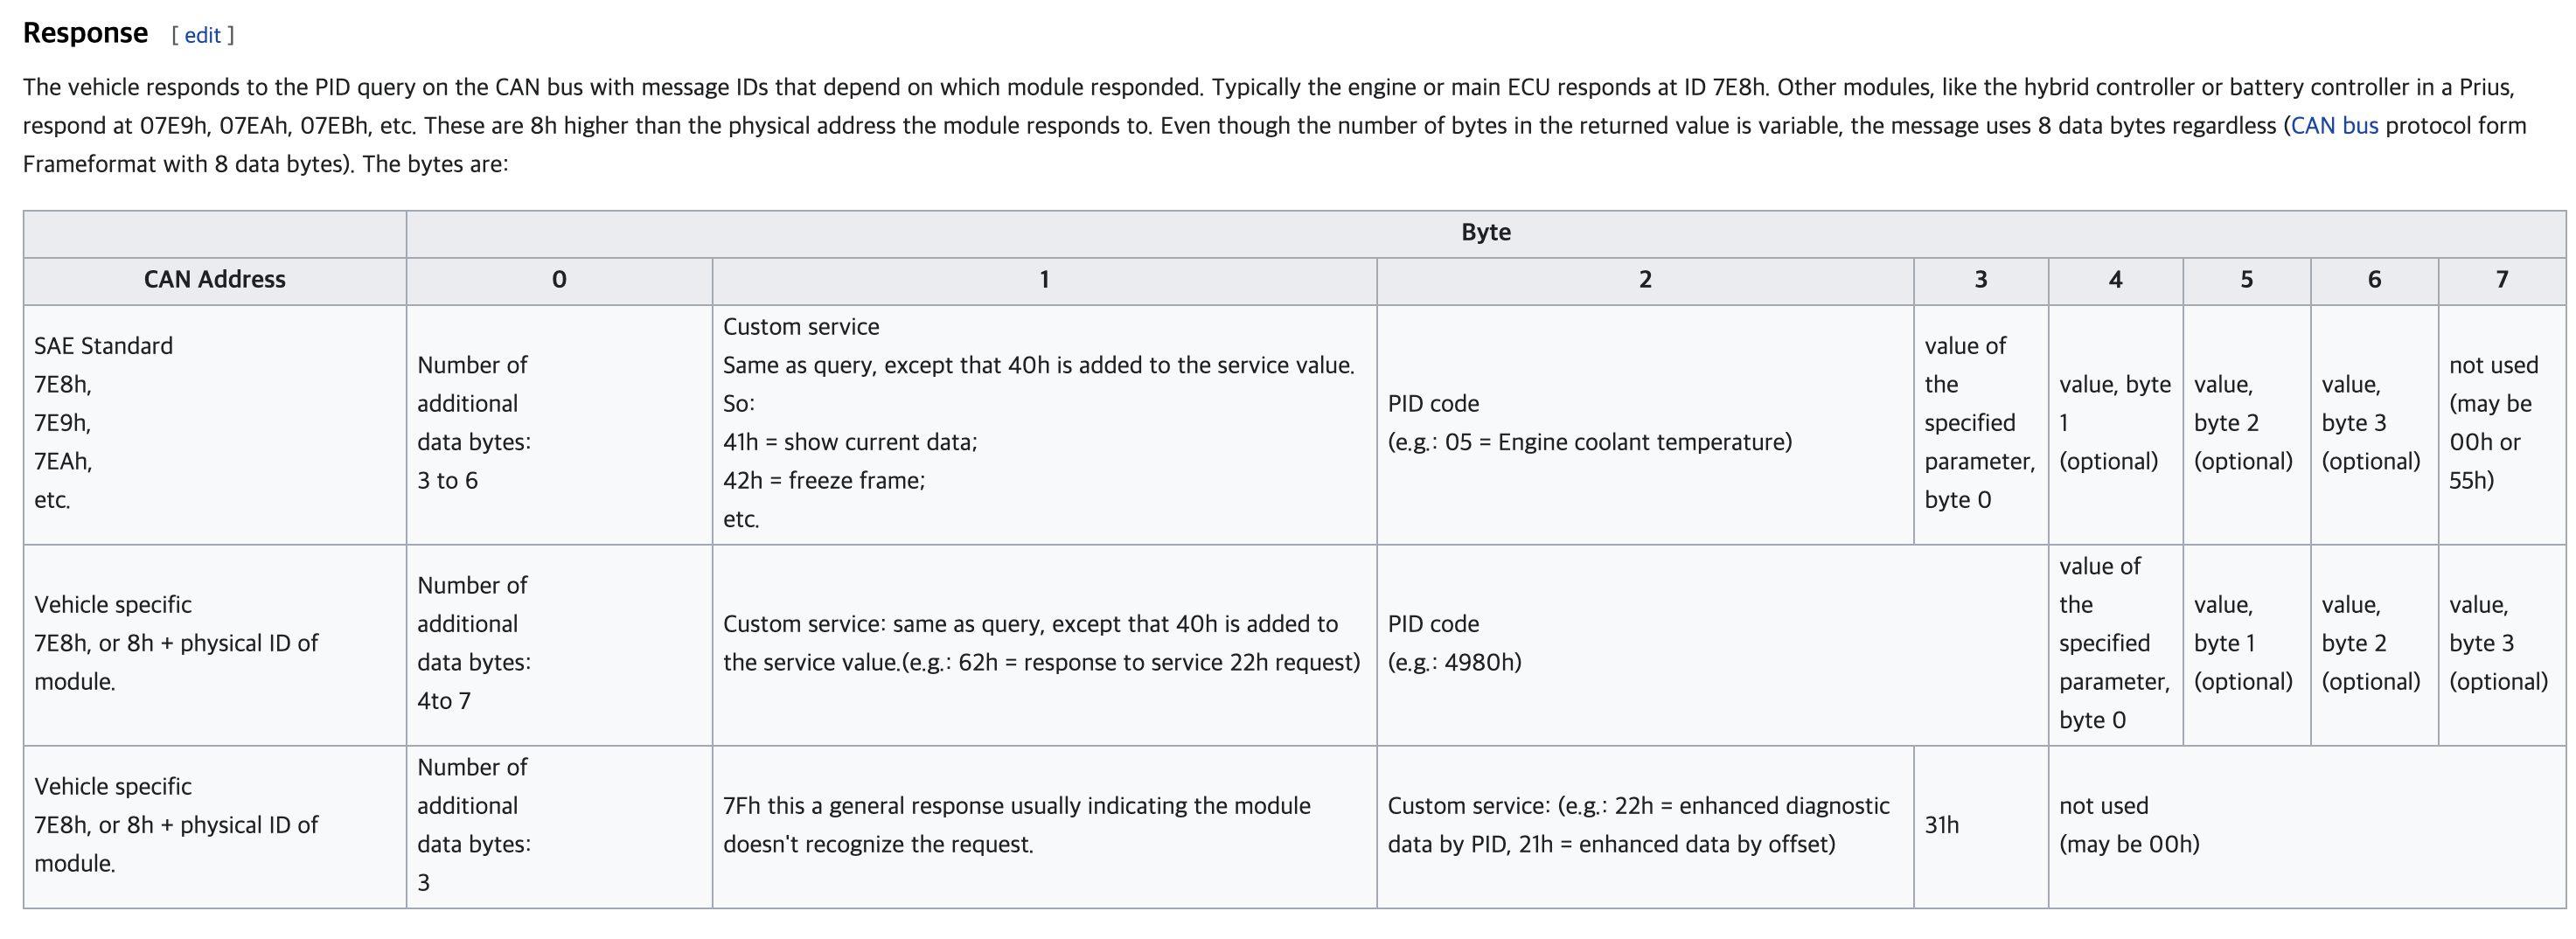 Response [ edit ]
The vehicle responds to the PID query on the CAN bus with message IDs that depend on which module responded. Typically the engine or main ECU responds at ID 7E8h. Other modules, like the hybrid controller or battery controller in a Prius,
respond at 07E9h, 07EAh, 07EBh, etc. These are 8h higher than the physical address the module responds to. Even though the number of bytes in the returned value is variable, the message uses 8 data bytes regardless (CAN bus protocol form
Frameformat with 8 data bytes). The bytes are:
Byte
CAN Address 0 1 2 3 4 5 6 7
SAE Standard
7E8h,
7E9h,
7EAh,
etc.
Number of
additional
data bytes:
3 to 6
Custom service
Same as query, except that 40h is added to the service value.
So:
41h = show current data;
42h = freeze frame;
etc.
PID code
(e.g.: 05 = Engine coolant temperature)
value of
the
specified
parameter,
byte 0
value, byte
1
(optional)
value,
byte 2
(optional)
value,
byte 3
(optional)
not used
(may be
00h or
55h)
Vehicle specific
7E8h, or 8h + physical ID of
module.
Number of
additional
data bytes:
4to 7
Custom service: same as query, except that 40h is added to
the service value.(e.g.: 62h = response to service 22h request)
PID code
(e.g.: 4980h)
value of
the
specified
parameter,
byte 0
value,
byte 1
(optional)
value,
byte 2
(optional)
value,
byte 3
(optional)
Vehicle specific
7E8h, or 8h + physical ID of
module.
Number of
additional
data bytes:
3
7Fh this a general response usually indicating the module
doesn't recognize the request.
Custom service: (e.g.: 22h = enhanced diagnostic
data by PID, 21h = enhanced data by offset)
31h
not used
(may be 00h)